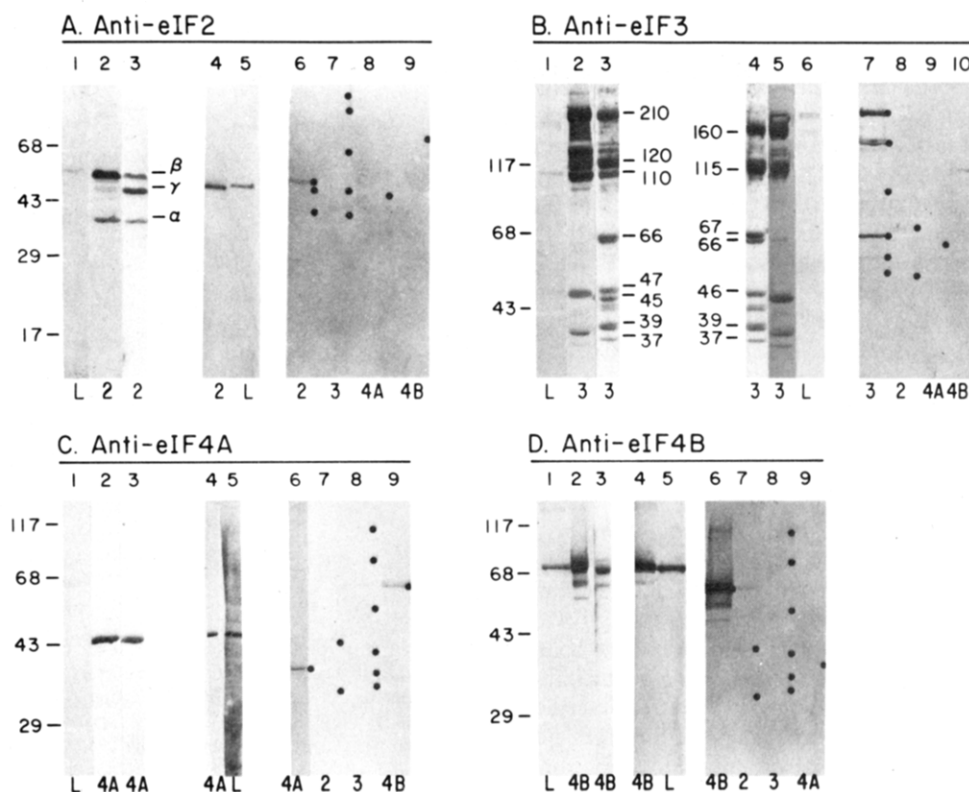 A. Anti-eIF2
1 2 3 4 5 6 7 8 9
68
43
29
17
β
γ
α
L 2 2 2 L 2 3 4A 4B
B. Anti-eIF3
1 2 3 4 5 6 7 8 9 10
117
68
43
210
120
110
66
47
45
39
37
160
115
67
66
46
39
37
L 3 3 3 3 L 3 2 4A 4B
C. Anti-eIF4A
1 2 3 4 5 6 7 8 9
117
68
43
29
L 4A 4A 4A L 4A 2 3 4B
D. Anti-eIF4B
1 2 3 4 5 6 7 8 9
117
68
43
29
L 4B 4B 4B L 4B 2 3 4A